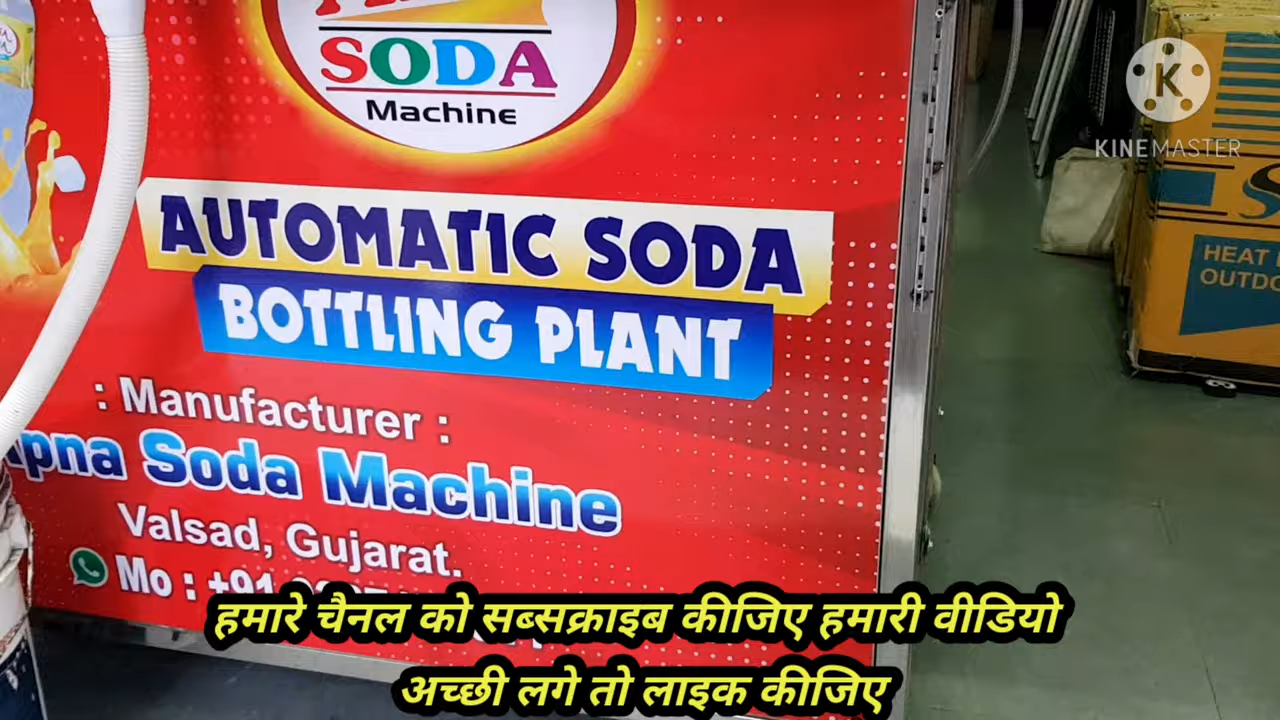 SODA
Machine
AUTOMATIC SODA
BOTTLING PLANT
: Manufacturer :
Soda Machine
Valsad, Gujarat.
Mo : +91
हमारे चैनल को सब्सक्राइब कीजिए हमारी वीडियो
अच्छी लगे तो लाइक कीजिए
K
KINEMASTER
HEAT